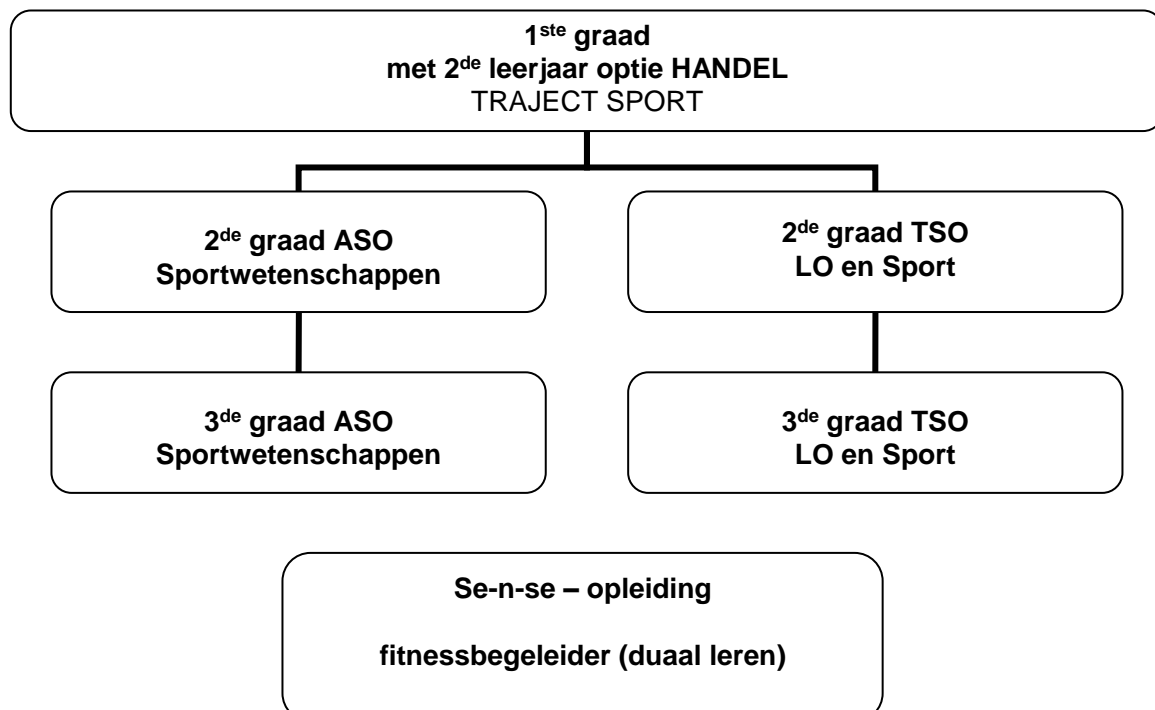 1ste graad
met 2de leerjaar optie HANDEL
TRAJECT SPORT
2de graad ASO
Sportwetenschappen
2de graad TSO
LO en Sport
3de graad ASO
Sportwetenschappen
3de graad TSO
LO en Sport
Se-n-se – opleiding
fitnessbegeleider (duaal leren)